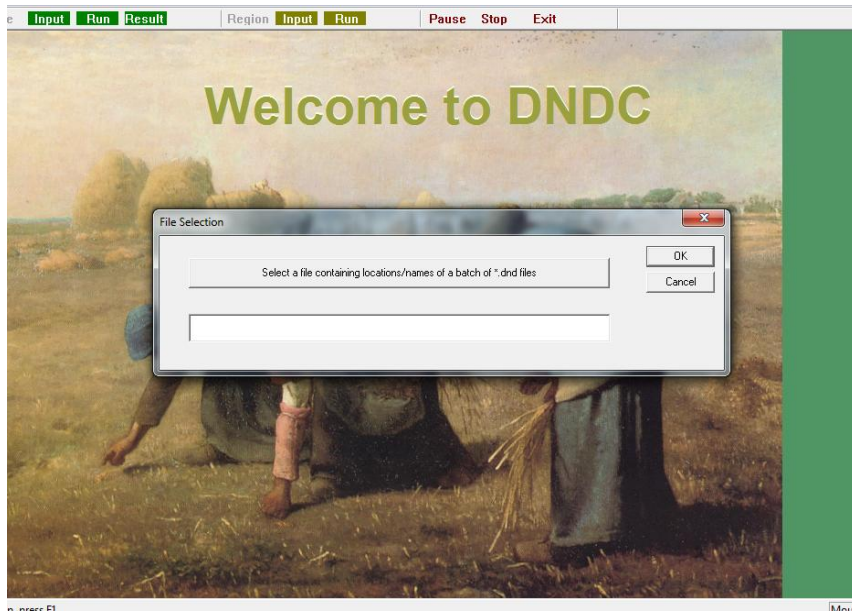 e Input Run Result Region Input Run Pause Stop Exit
Welcome to DNDC
File Selection
OK
Select a file containing locations/names of a batch of *.dnd files
Cancel
p, press F1
Mou